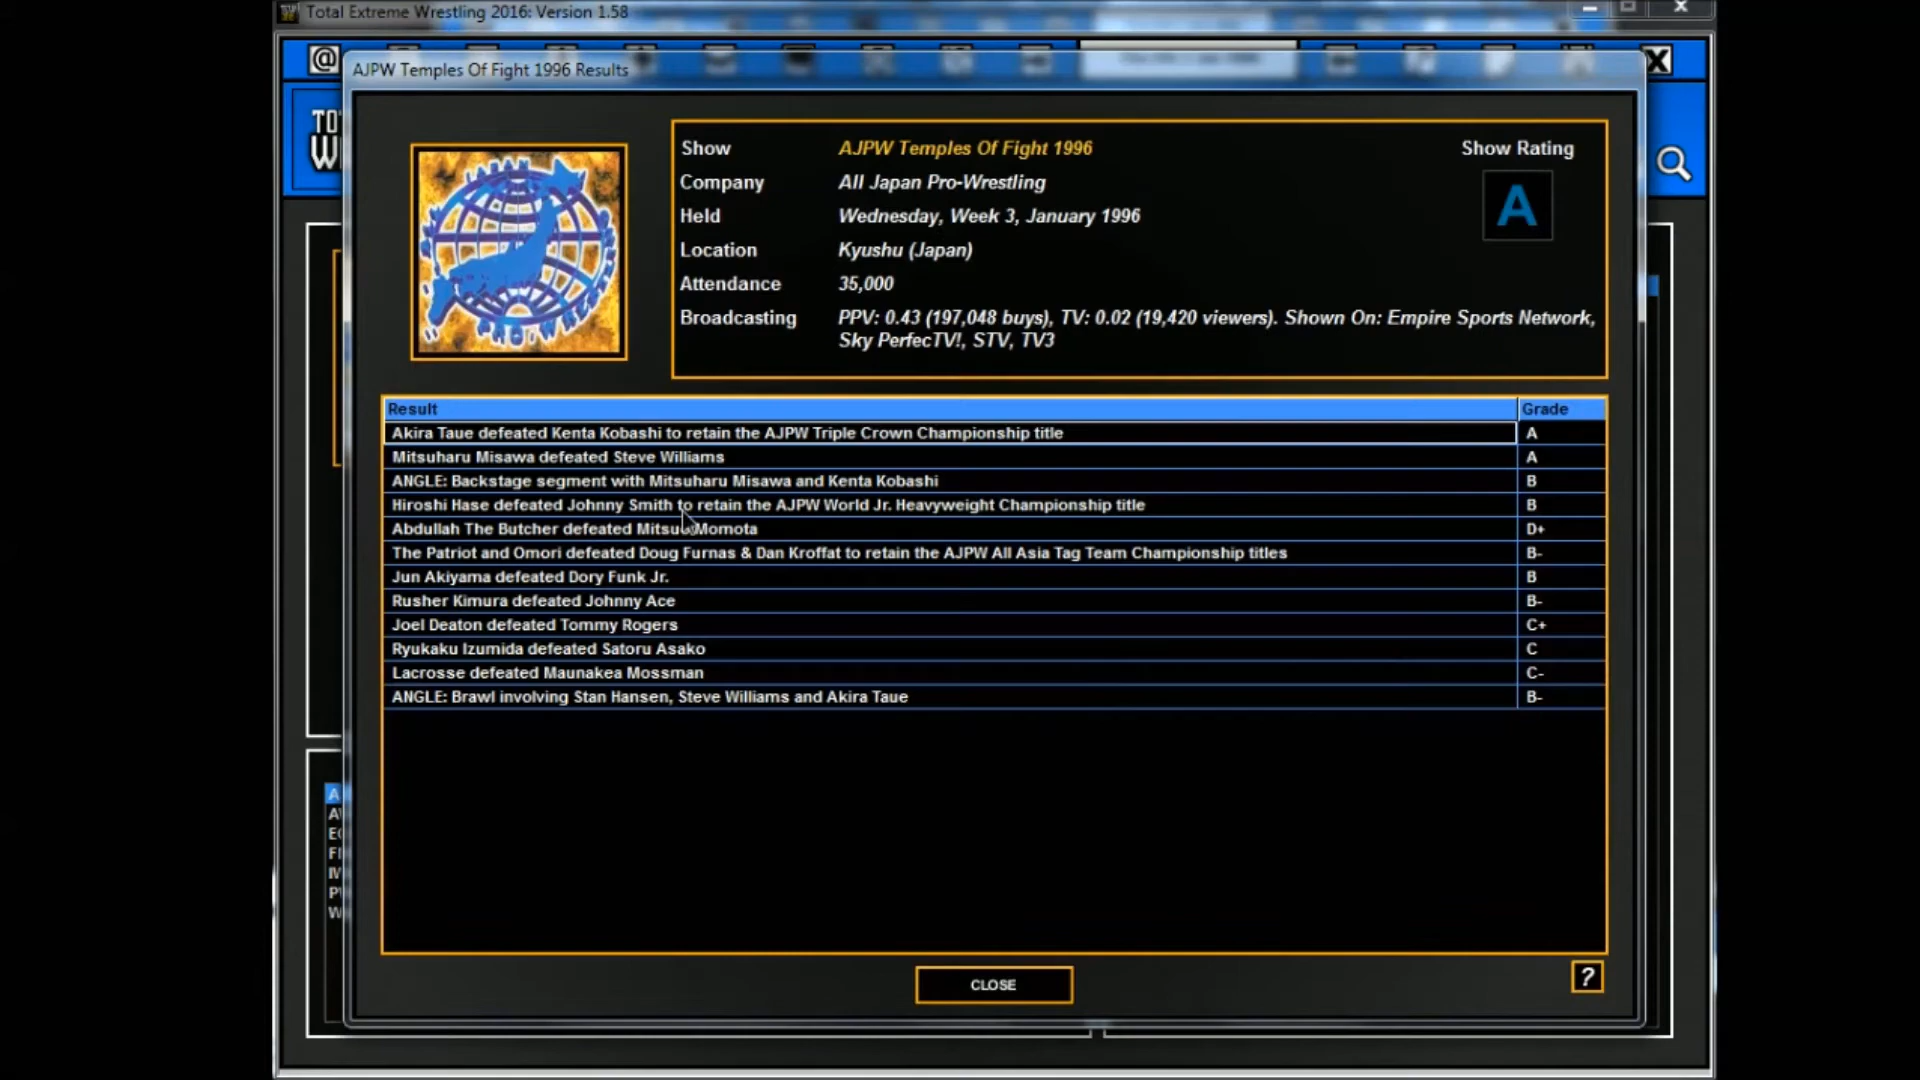 Total Extreme Wrestling 2016: Version 1.58
@
X
AJPW Temples Of Fight 1996 Results
TO
W
Show AJPW Temples Of Fight 1996 Show Rating
A
Company All Japan Pro-Wrestling
Held Wednesday, Week 3, January 1996
Location Kyushu (Japan)
Attendance 35,000
Broadcasting PPV: 0.43 (197,048 buys), TV: 0.02 (19,420 viewers). Shown On: Empire Sports Network,
Sky PerfecTV!, STV, TV3
Result Grade
Akira Taue defeated Kenta Kobashi to retain the AJPW Triple Crown Championship title A
Mitsuharu Misawa defeated Steve Williams A
ANGLE: Backstage segment with Mitsuharu Misawa and Kenta Kobashi B
Hiroshi Hase defeated Johnny Smith to retain the AJPW World Jr. Heavyweight Championship title B
Abdullah The Butcher defeated Mitsuo Momota D+
The Patriot and Omori defeated Doug Furnas & Dan Kroffat to retain the AJPW All Asia Tag Team Championship titles B-
Jun Akiyama defeated Dory Funk Jr. B
Rusher Kimura defeated Johnny Ace B-
Joel Deaton defeated Tommy Rogers C+
Ryukaku Izumida defeated Satoru Asako C
Lacrosse defeated Maunakea Mossman C-
ANGLE: Brawl involving Stan Hansen, Steve Williams and Akira Taue B-
CLOSE
?